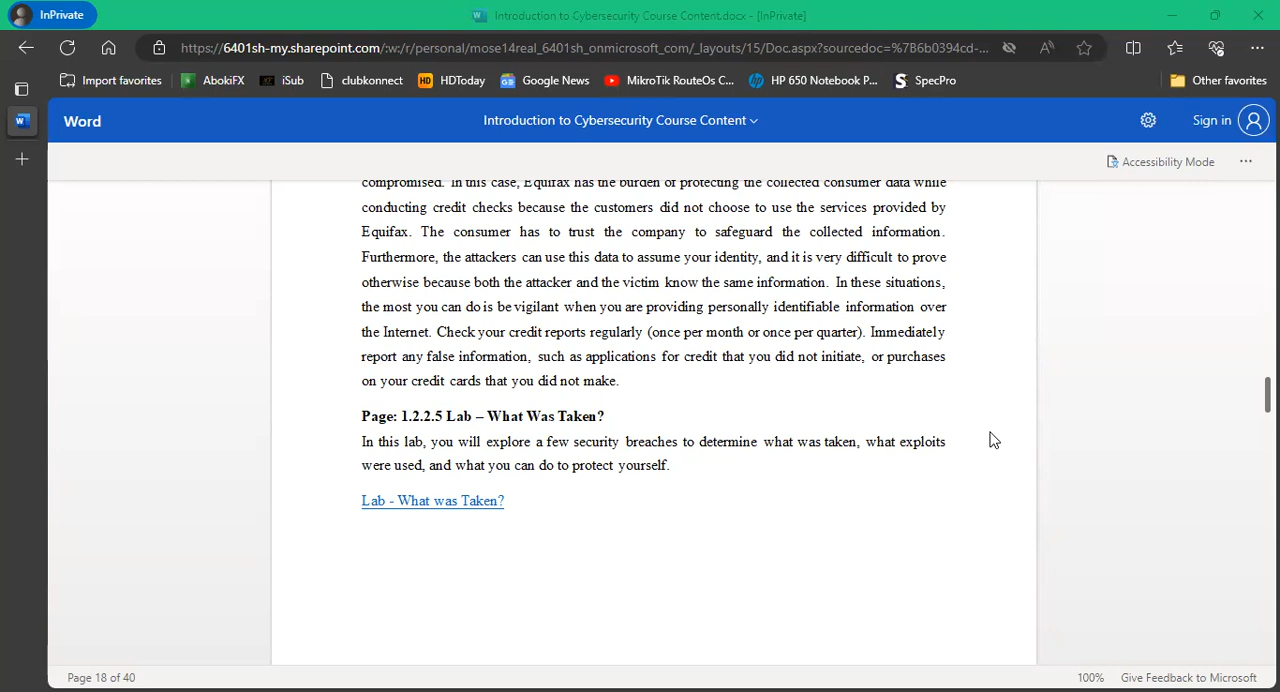 InPrivate
Introduction to Cybersecurity Course Content.docx - [InPrivate]
https://6401sh-my.sharepoint.com/:w:/r/personal/mose14real_6401sh_onmicrosoft_com/_layouts/15/Doc.aspx?sourcedoc=%7B6b0394cd-...
Import favorites AbokiFX iSub clubkonnect HDToday Google News MikroTik RouteOs C... HP 650 Notebook P... SpecPro Other favorites
Word Introduction to Cybersecurity Course Content Sign in
Accessibility Mode ...
compromised. In this case, Equifax has the burden of protecting the collected consumer data while
conducting credit checks because the customers did not choose to use the services provided by
Equifax. The consumer has to trust the company to safeguard the collected information.
Furthermore, the attackers can use this data to assume your identity, and it is very difficult to prove
otherwise because both the attacker and the victim know the same information. In these situations,
the most you can do is be vigilant when you are providing personally identifiable information over
the Internet. Check your credit reports regularly (once per month or once per quarter). Immediately
report any false information, such as applications for credit that you did not initiate, or purchases
on your credit cards that you did not make.
Page: 1.2.2.5 Lab – What Was Taken?
In this lab, you will explore a few security breaches to determine what was taken, what exploits
were used, and what you can do to protect yourself.
Lab - What was Taken?
Page 18 of 40 100% Give Feedback to Microsoft